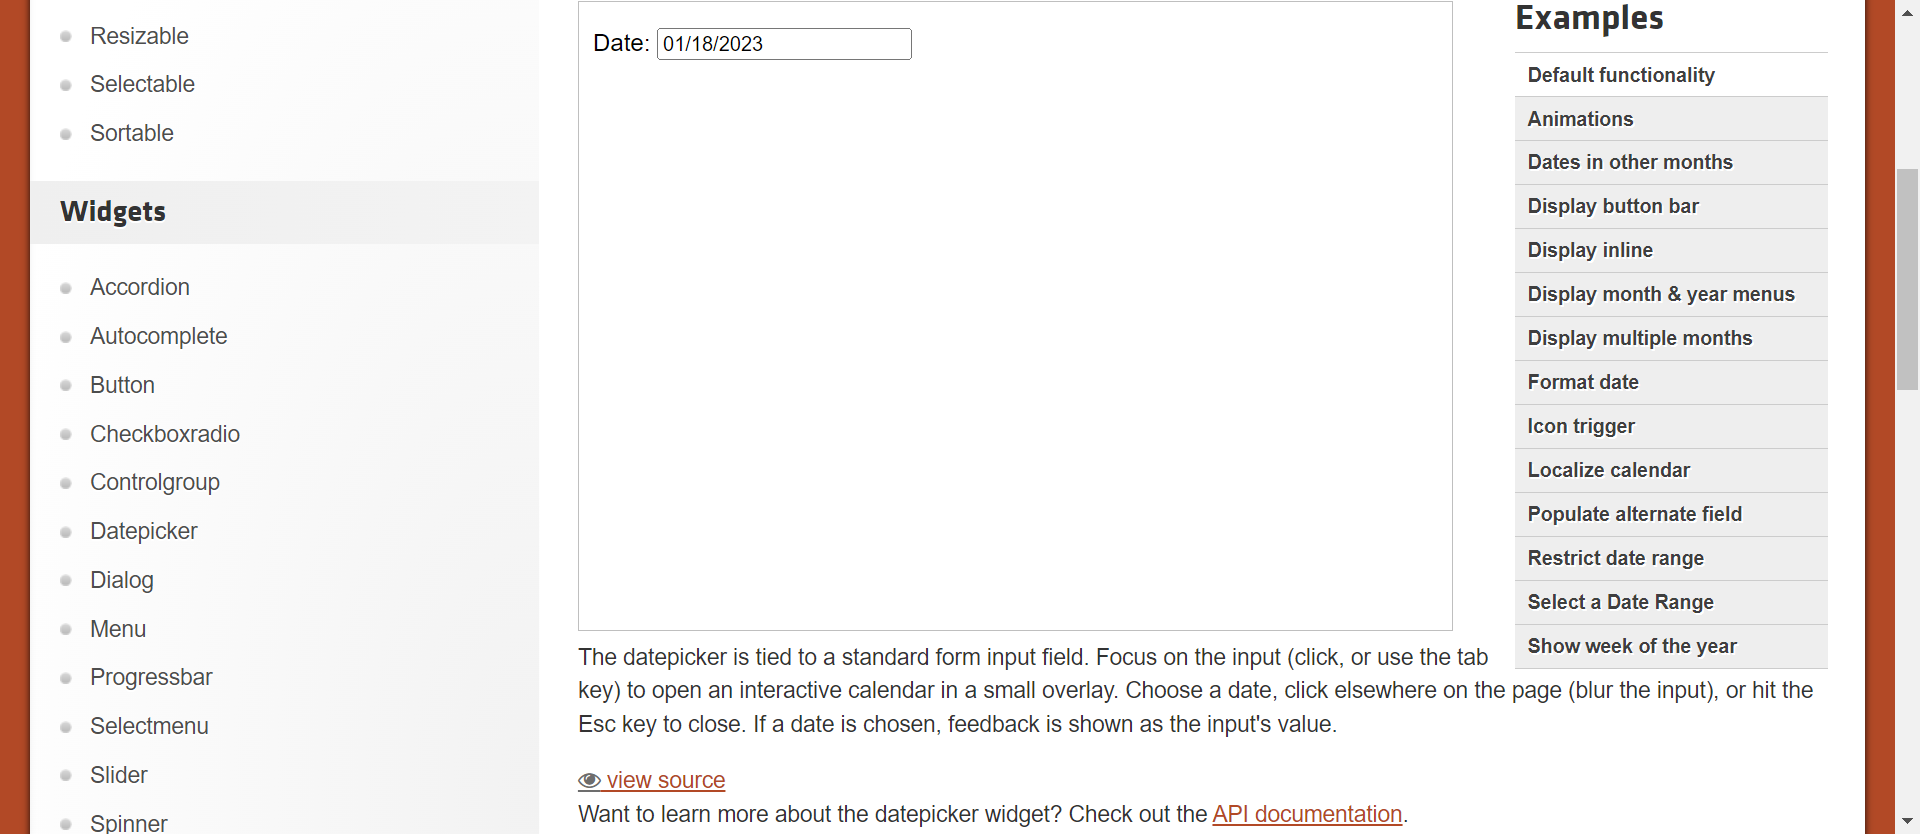 Resizable
Selectable
Sortable
Widgets
Accordion
Autocomplete
Button
Checkboxradio
Controlgroup
Datepicker
Dialog
Menu
Progressbar
Selectmenu
Slider
Spinner
Date: 01/18/2023
The datepicker is tied to a standard form input field. Focus on the input (click, or use the tab
key) to open an interactive calendar in a small overlay. Choose a date, click elsewhere on the page (blur the input), or hit the
Esc key to close. If a date is chosen, feedback is shown as the input's value.
view source
Want to learn more about the datepicker widget? Check out the API documentation.
Examples
Default functionality
Animations
Dates in other months
Display button bar
Display inline
Display month & year menus
Display multiple months
Format date
Icon trigger
Localize calendar
Populate alternate field
Restrict date range
Select a Date Range
Show week of the year